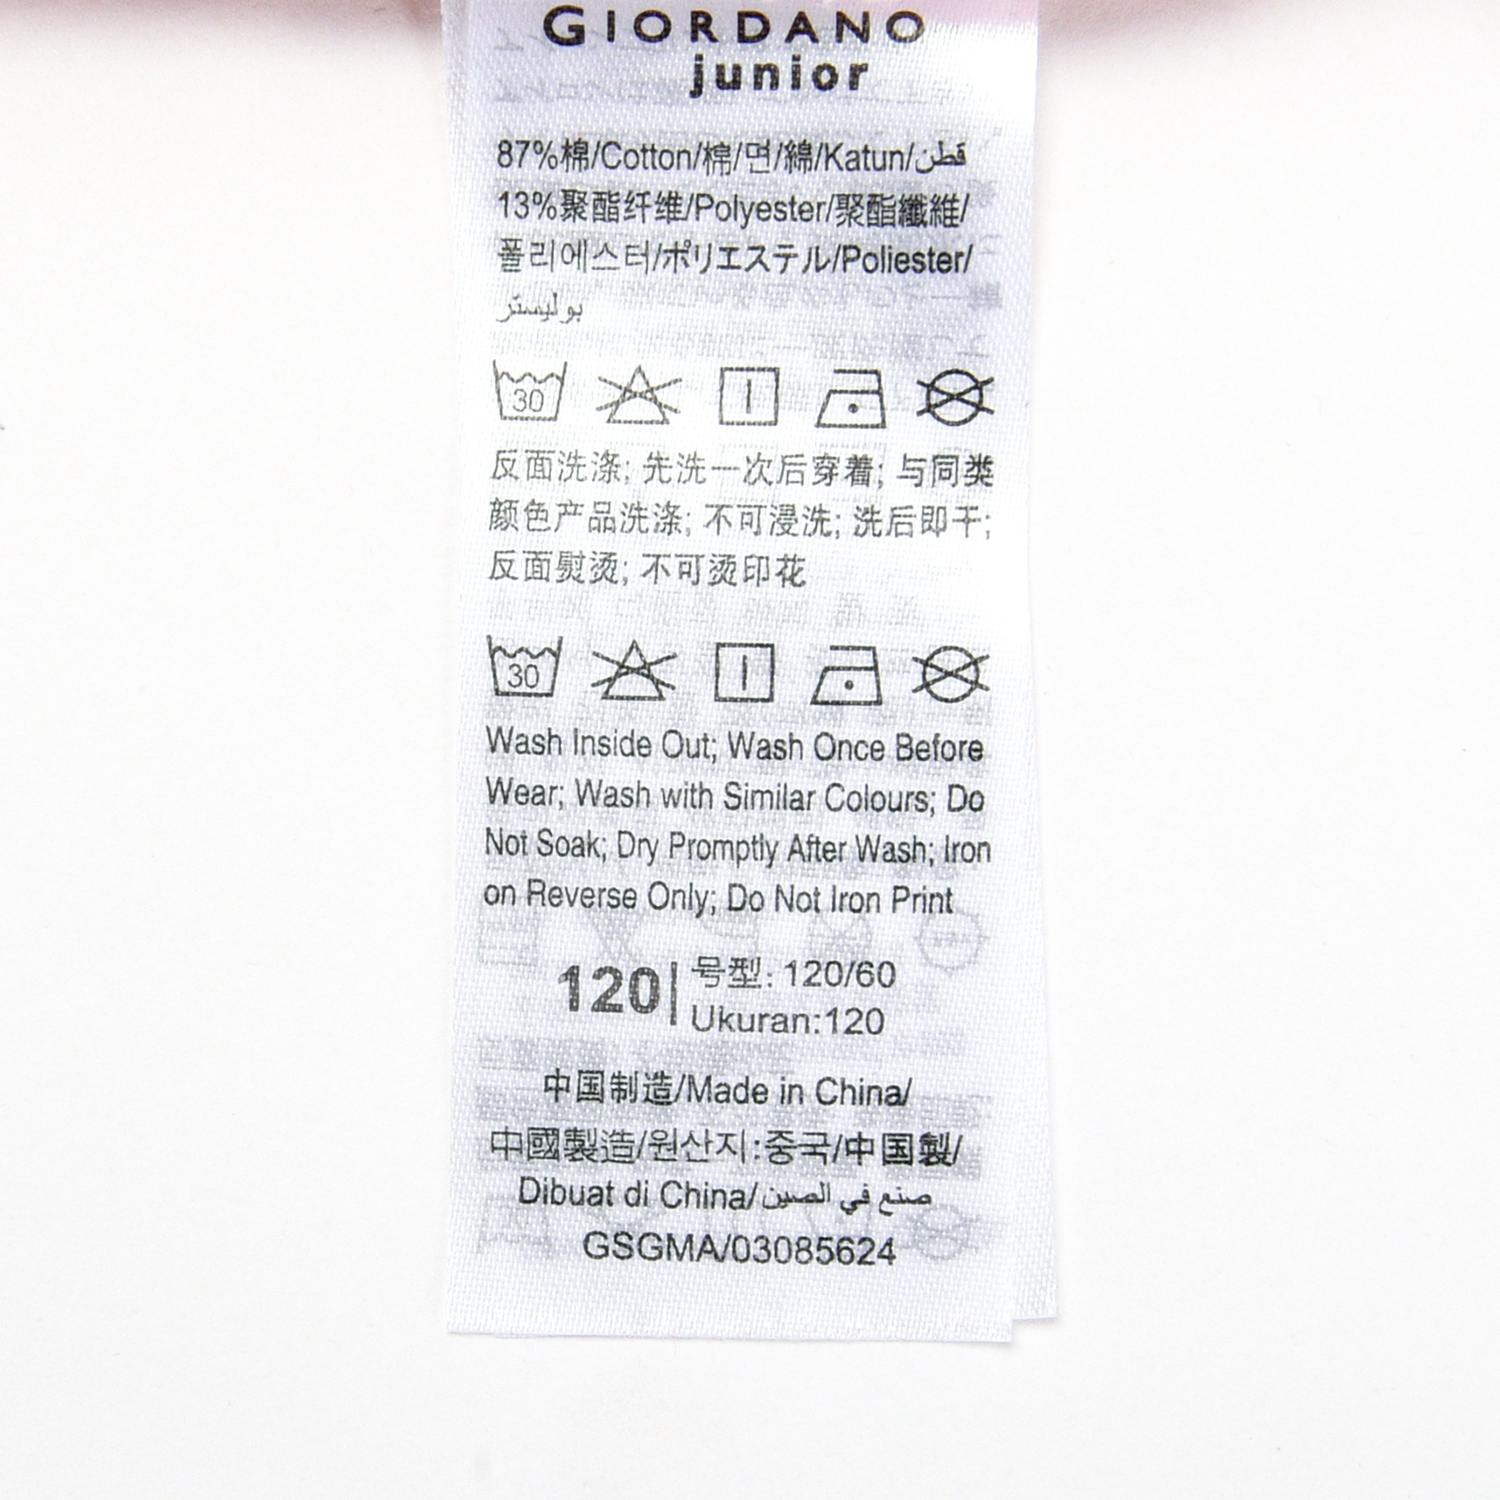 GIORDANO
junior
87%棉/Cotton/棉/면/綿/Katun/قطن
13%聚酯纤维/Polyester/聚酯纖維/
폴리에스터/ポリエステル/Poliester/
بوليستر
30
反面洗涤; 先洗一次后穿着; 与同类
颜色产品洗涤; 不可浸洗; 洗后即干;
反面熨烫; 不可烫印花
30
Wash Inside Out; Wash Once Before
Wear; Wash with Similar Colours; Do
Not Soak; Dry Promptly After Wash; Iron
on Reverse Only; Do Not Iron Print
120| 号型: 120/60
Ukuran:120
中国制造/Made in China/
中國製造/원산지:중국/中国製/
Dibuat di China/صنع في الصين
GSGMA/03085624